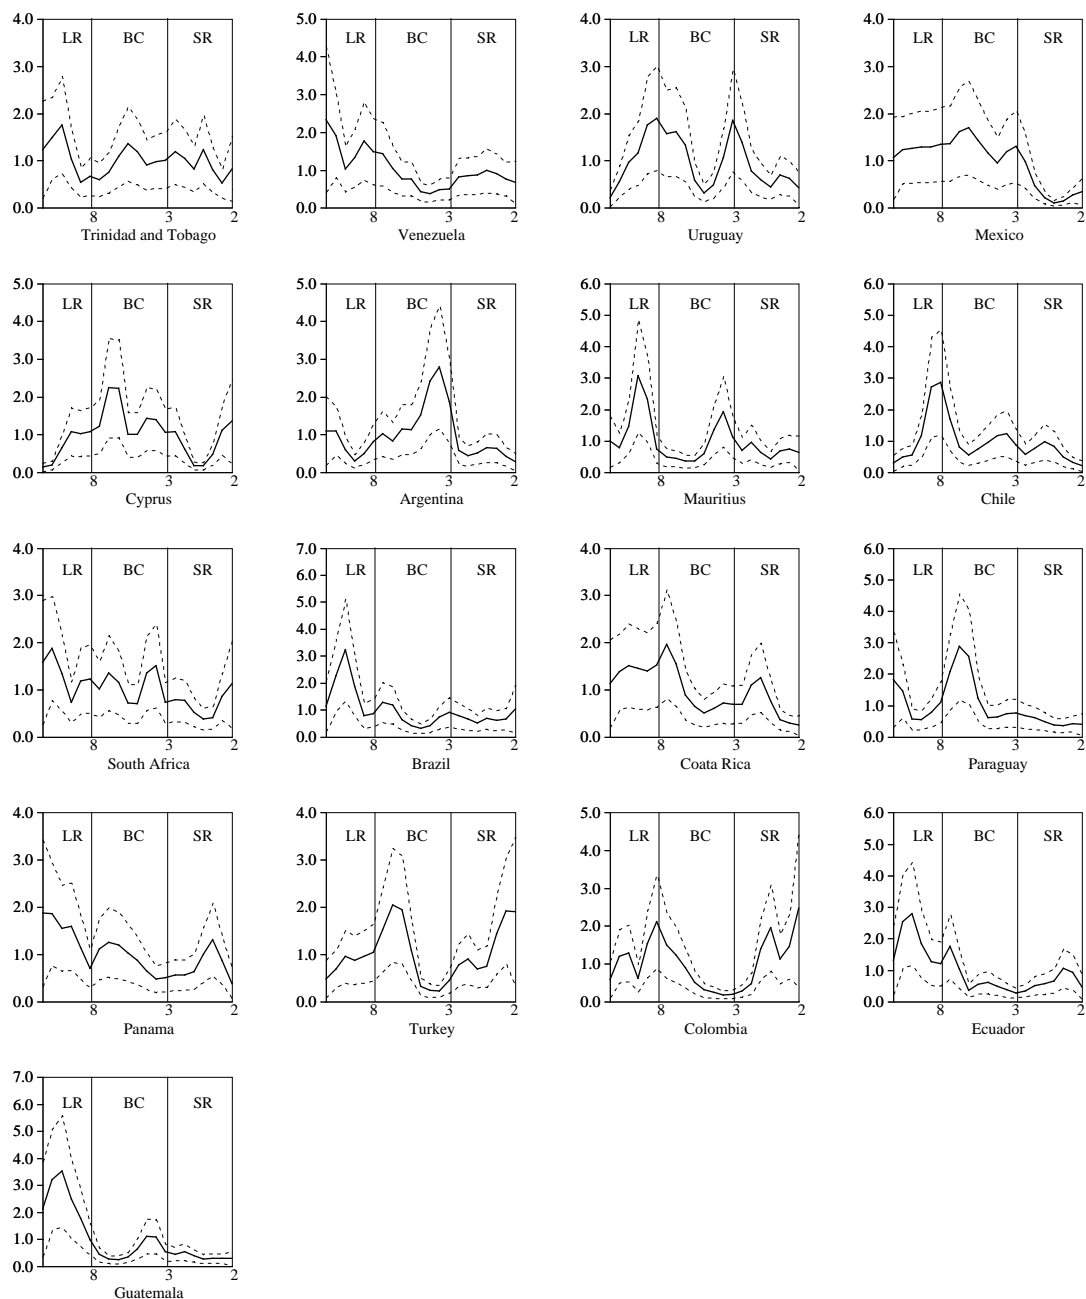 4.0 5.0 4.0 4.0
LR BC SR LR BC SR LR BC SR LR BC SR
4.0
3.0 3.0 3.0
3.0
2.0 2.0 2.0
2.0
1.0 1.0 1.0 1.0
0.0 0.0 0.0 0.0
8 3 2 8 3 2 8 3 2 8 3 2
Trinidad and Tobago Venezuela Uruguay Mexico
5.0 5.0 6.0 6.0
LR BC SR LR BC SR LR BC SR LR BC SR
5.0 5.0
4.0 4.0
4.0 4.0
3.0 3.0
3.0 3.0
2.0 2.0
2.0 2.0
1.0 1.0 1.0 1.0
0.0 0.0 0.0 0.0
8 3 2 8 3 2 8 3 2 8 3 2
Cyprus Argentina Mauritius Chile
4.0 7.0 4.0 6.0
LR BC SR LR BC SR LR BC SR LR BC SR
6.0 5.0
3.0 5.0 3.0
4.0 4.0
2.0 2.0 3.0
3.0
2.0 2.0
1.0 1.0 1.0
1.0
0.0 0.0 0.0 0.0
8 3 2 8 3 2 8 3 2 8 3 2
South Africa Brazil Coata Rica Paraguay
4.0 4.0 5.0 6.0
LR BC SR LR BC SR LR BC SR LR BC SR
5.0
4.0
3.0 3.0
4.0
3.0
2.0 2.0 3.0
2.0
2.0
1.0 1.0 1.0 1.0
0.0 0.0 0.0 0.0
8 3 2 8 3 2 8 3 2 8 3 2
Panama Turkey Colombia Ecuador
7.0
LR BC SR
6.0
5.0
4.0
3.0
2.0
1.0
0.0
8 3 2
Guatemala